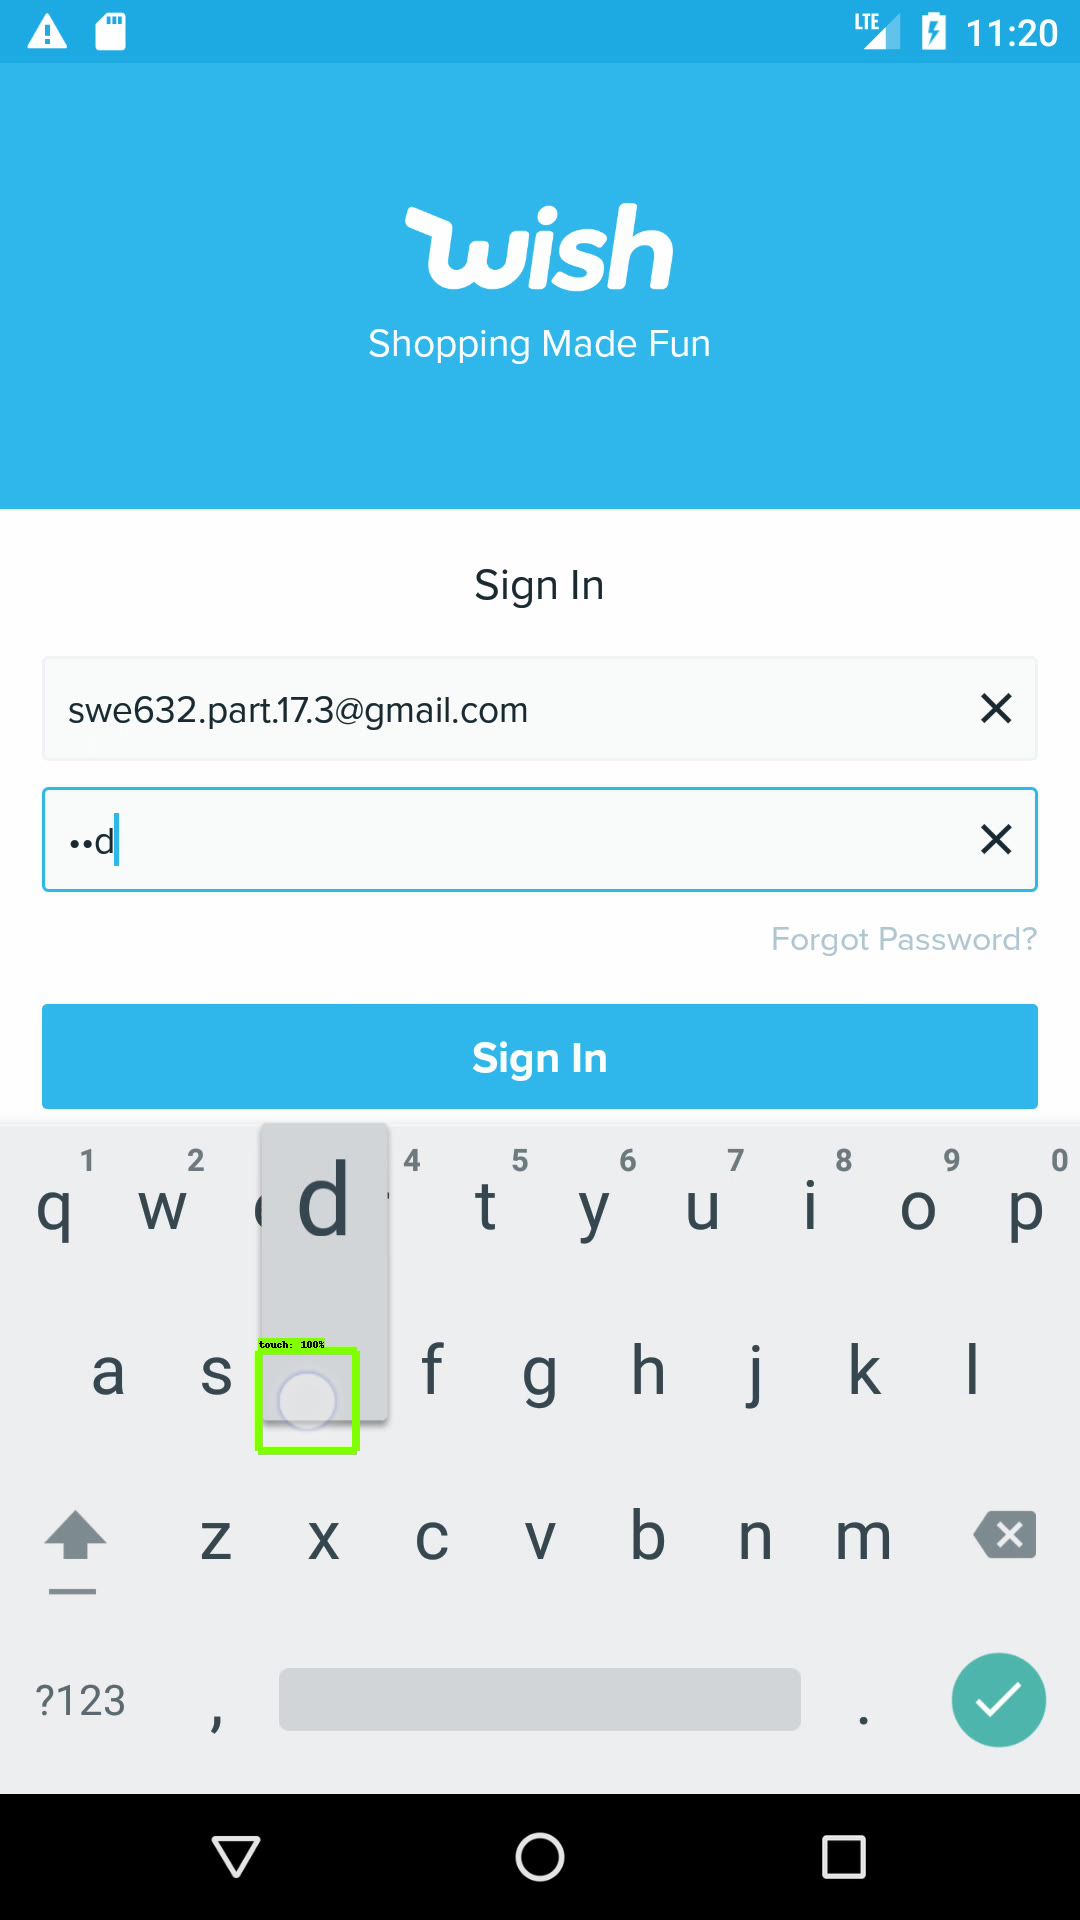 LTE 11:20
wish
Shopping Made Fun
Sign In
swe632.part.17.3@gmail.com
••d
Forgot Password?
Sign In
1 2 4 5 6 7 8 9 0
q w d t y u i o p
touch: 100%
a s f g h j k l
z x c v b n m
?123 , .